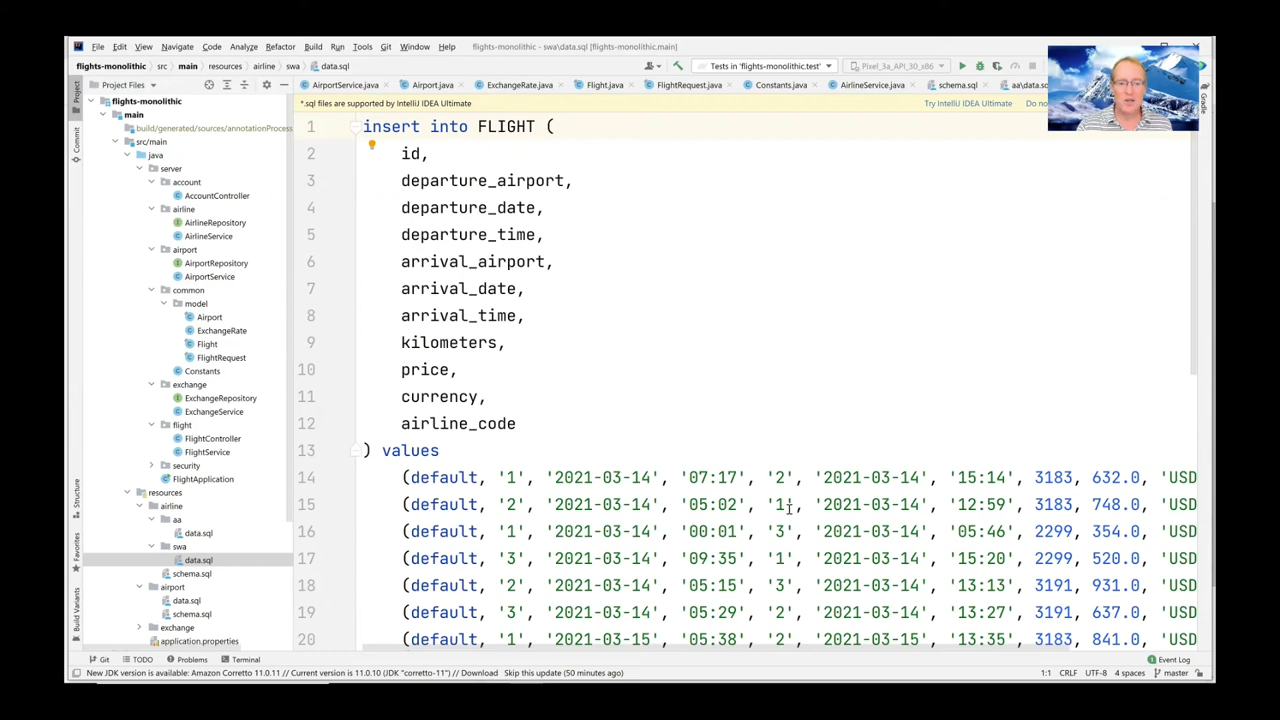 File Edit View Navigate Code Analyze Refactor Build Run Tools Git Window Help flights-monolithic - swa\data.sql [flights-monolithic.main]
flights-monolithic src main resources airline swa data.sql Tests in 'flights-monolithic.test' Pixel_3a_API_30_x86
Project Files AirportService.java Airport.java ExchangeRate.java Flight.java FlightRequest.java Constants.java AirlineService.java schema.sql aa\data.sq
*.sql files are supported by IntelliJ IDEA Ultimate Try IntelliJ IDEA Ultimate Do no
Project
Commit
Structure
Favorites
Build Variants
Gradle
flights-monolithic
main
build/generated/sources/annotationProcess
src/main
java
server
account
AccountController
airline
AirlineRepository
AirlineService
airport
AirportRepository
AirportService
common
model
Airport
ExchangeRate
Flight
FlightRequest
Constants
exchange
ExchangeRepository
ExchangeService
flight
FlightController
FlightService
security
FlightApplication
resources
airline
aa
data.sql
swa
data.sql
schema.sql
airport
data.sql
schema.sql
exchange
application.properties
1 insert into FLIGHT (
2 id,
3 departure_airport,
4 departure_date,
5 departure_time,
6 arrival_airport,
7 arrival_date,
8 arrival_time,
9 kilometers,
10 price,
11 currency,
12 airline_code
13 ) values
14 (default, '1', '2021-03-14', '07:17', '2', '2021-03-14', '15:14', 3183, 632.0, 'USD
15 (default, '2', '2021-03-14', '05:02', '1', '2021-03-14', '12:59', 3183, 748.0, 'USD
16 (default, '1', '2021-03-14', '00:01', '3', '2021-03-14', '05:46', 2299, 354.0, 'USD
17 (default, '3', '2021-03-14', '09:35', '1', '2021-03-14', '15:20', 2299, 520.0, 'USD
18 (default, '2', '2021-03-14', '05:15', '3', '2021-03-14', '13:13', 3191, 931.0, 'USD
19 (default, '3', '2021-03-14', '05:29', '2', '2021-03-14', '13:27', 3191, 637.0, 'USD
20 (default, '1', '2021-03-15', '05:38', '2', '2021-03-15', '13:35', 3183, 841.0, 'USD
Git TODO Problems Terminal Event Log
New JDK version is available: Amazon Corretto 11.0.11 // Current version is 11.0.10 (JDK "corretto-11") // Download Skip this update (50 minutes ago) 1:1 CRLF UTF-8 4 spaces master